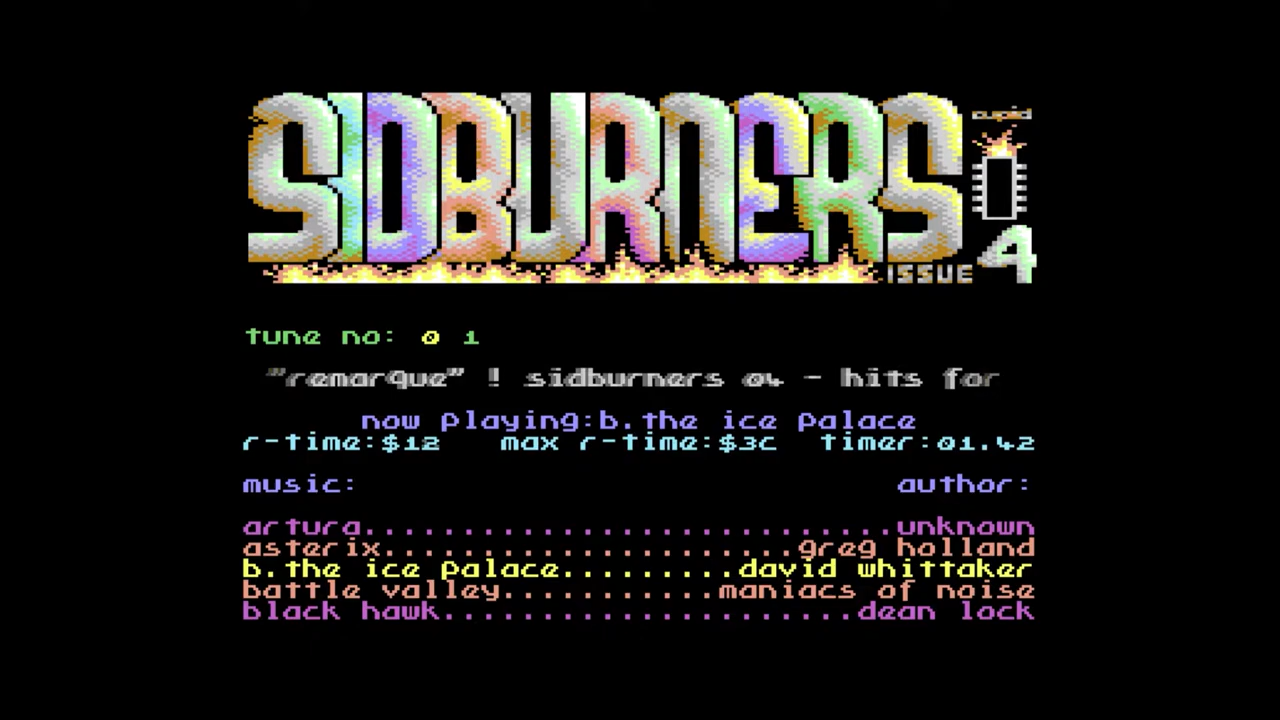 SIDBURNERS
cupid
ISSUE 4
tune no: 0 1
"remarque" ! sidburners 04 - hits for
now playing:b.the ice palace
r-time:$12 max r-time:$3C timer:01.42
music: author:
artura...........................unknown
asterix.....................greg holland
b.the ice palace.........david whittaker
battle valley...........maniacs of noise
black hawk.....................dean lock